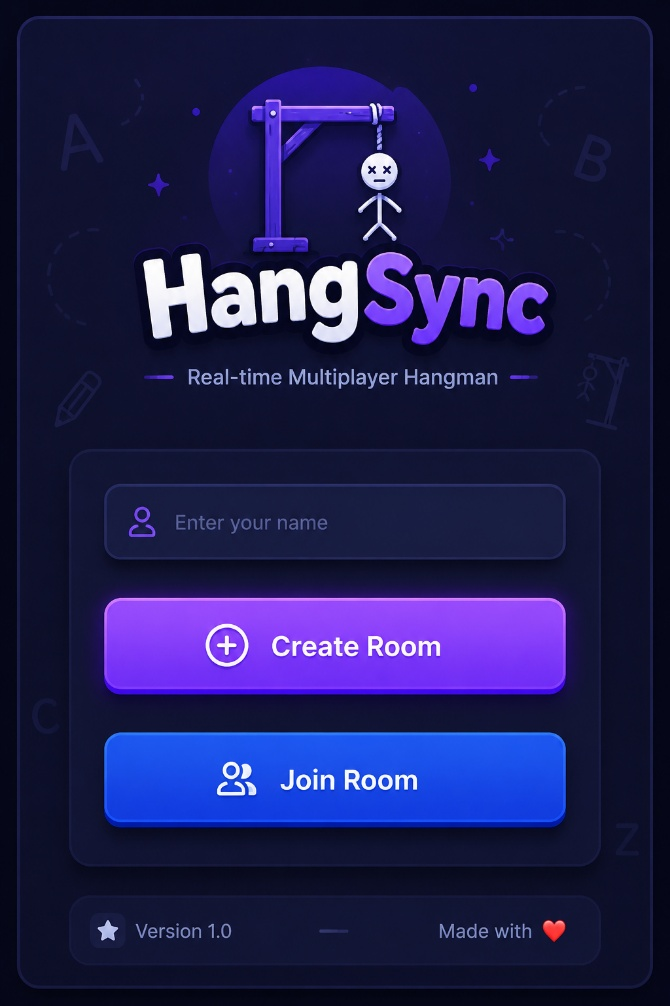 A
B
HangSync
Real-time Multiplayer Hangman
Enter your name
Create Room
C
Join Room
Z
Version 1.0
Made with ❤️